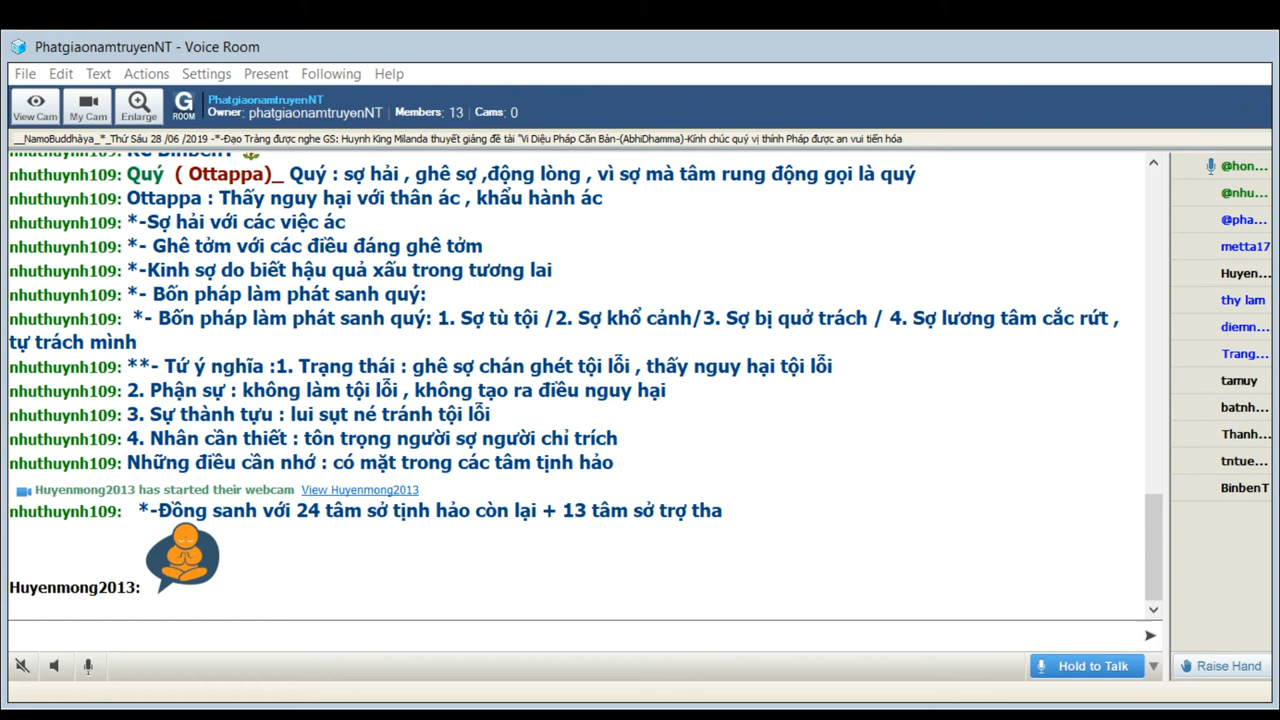 PhatgiaonamtruyenNT - Voice Room
File Edit Text Actions Settings Present Following Help
View Cam My Cam Enlarge G ROOM PhatgiaonamtruyenNT
Owner: phatgiaonamtruyenNT Members: 13 Cams: 0
__NamoBuddhàya_*_Thứ Sáu 28 /06 /2019 -*-Đạo Tràng được nghe GS: Huynh King Milanda thuyết giảng đề tài "Vi Diệu Pháp Căn Bản-(AbhiDhamma)-Kính chúc quý vị thính Pháp được an vui tiến hóa
nhuthuynh109: Quý ( Ottappa)_ Quý : sợ hải , ghê sợ ,động lòng , vì sợ mà tâm rung động gọi là quý
nhuthuynh109: Ottappa : Thấy nguy hại với thân ác , khẩu hành ác
nhuthuynh109: *-Sợ hải với các việc ác
nhuthuynh109: *- Ghê tởm với các điều đáng ghê tởm
nhuthuynh109: *-Kinh sợ do biết hậu quả xấu trong tương lai
nhuthuynh109: *- Bốn pháp làm phát sanh quý:
nhuthuynh109: *- Bốn pháp làm phát sanh quý: 1. Sợ tù tội /2. Sợ khổ cảnh/3. Sợ bị quở trách / 4. Sợ lương tâm cắc rứt ,
tự trách mình
nhuthuynh109: **- Tứ ý nghĩa :1. Trạng thái : ghê sợ chán ghét tội lỗi , thấy nguy hại tội lỗi
nhuthuynh109: 2. Phận sự : không làm tội lỗi , không tạo ra điều nguy hại
nhuthuynh109: 3. Sự thành tựu : lui sụt né tránh tội lỗi
nhuthuynh109: 4. Nhân cần thiết : tôn trọng người sợ người chỉ trích
nhuthuynh109: Những điều cần nhớ : có mặt trong các tâm tịnh hảo
Huyenmong2013 has started their webcam View Huyenmong2013
nhuthuynh109: *-Đồng sanh với 24 tâm sở tịnh hảo còn lại + 13 tâm sở trợ tha
Huyenmong2013:
@hon...
@nhu...
@pha...
metta17
Huyen...
thy lam
diemn...
Trang...
tamuy
batnh...
Thanh...
tntue...
BinbenT
Hold to Talk
Raise Hand